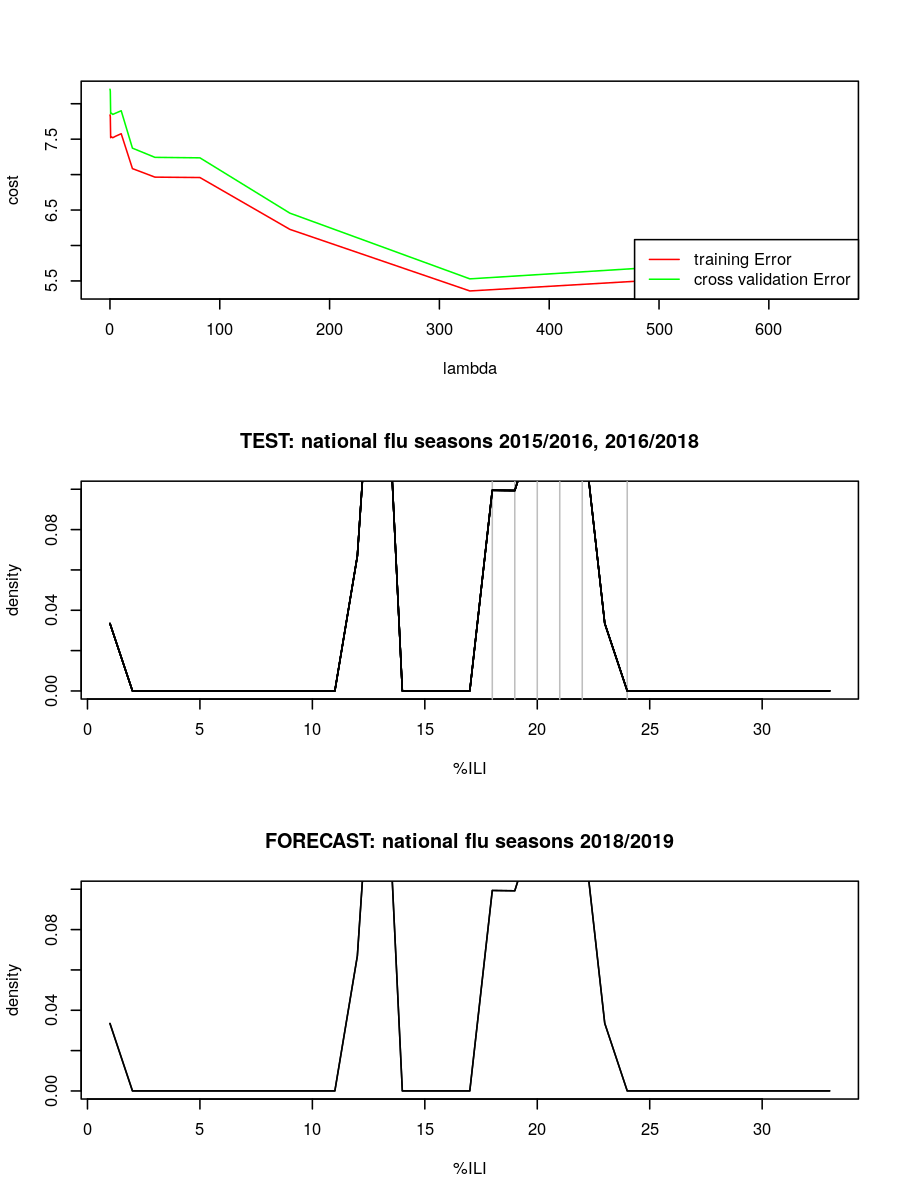 cost
7.5
6.5
5.5
training Error
cross validation Error
0 100 200 300 400 500 600
lambda
TEST: national flu seasons 2015/2016, 2016/2018
density
0.08
0.04
0.00
0 5 10 15 20 25 30
%ILI
FORECAST: national flu seasons 2018/2019
density
0.08
0.04
0.00
0 5 10 15 20 25 30
%ILI